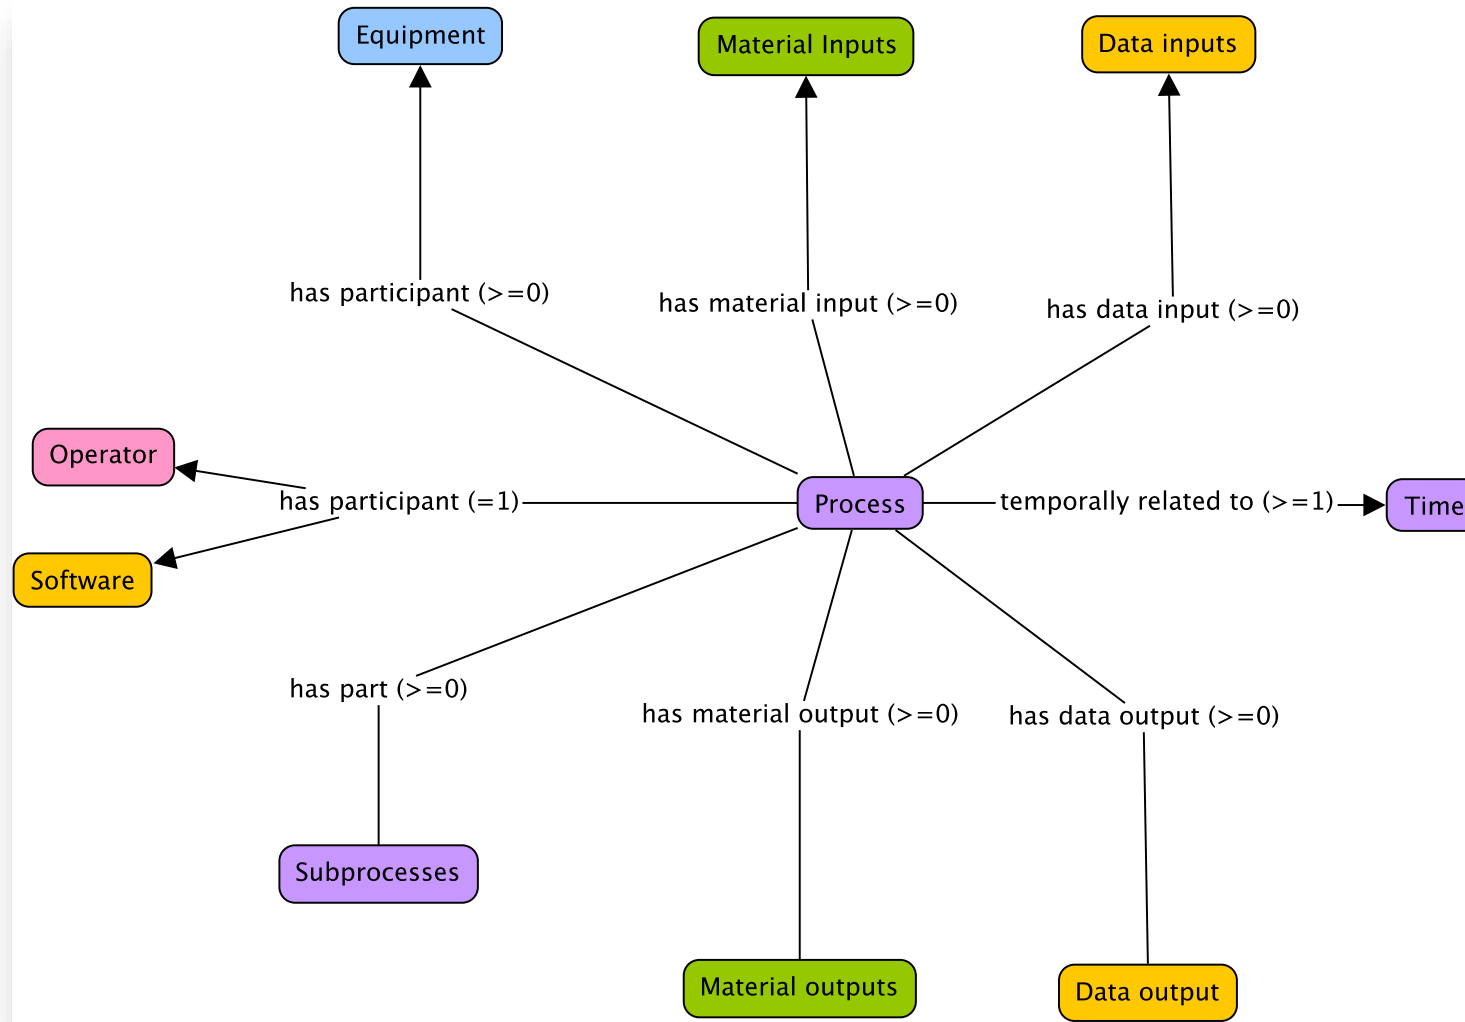 Equipment
Material Inputs
Data inputs
has participant (>=0)
has material input (>=0)
has data input (>=0)
Operator
has participant (=1)
Process
temporally related to (>=1)
Time
Software
has part (>=0)
has material output (>=0)
has data output (>=0)
Subprocesses
Material outputs
Data output